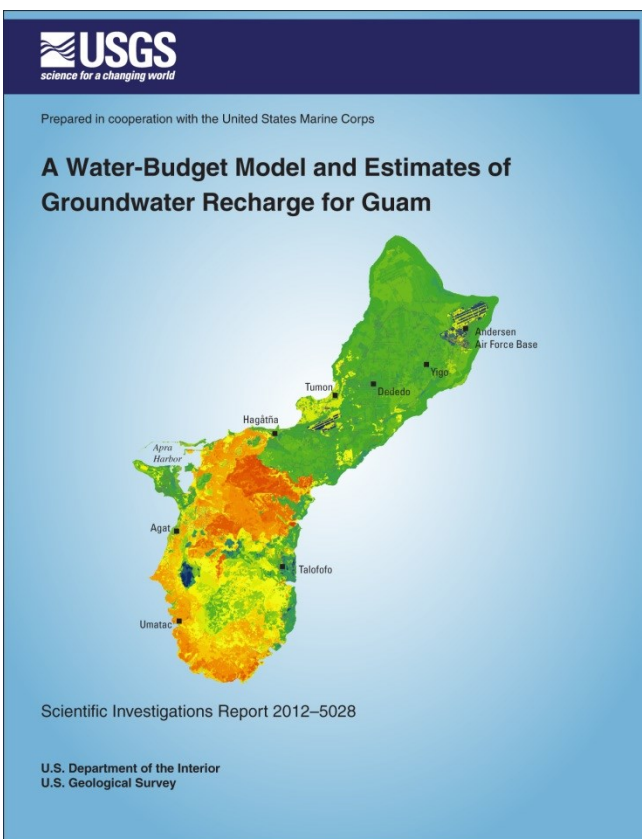 USGS
science for a changing world
Prepared in cooperation with the United States Marine Corps
A Water-Budget Model and Estimates of
Groundwater Recharge for Guam
Andersen
Air Force Base
Yigo
Tumon
Dededo
Hagåtña
Apra
Harbor
Agat
Talofofo
Umatac
Scientific Investigations Report 2012–5028
U.S. Department of the Interior
U.S. Geological Survey